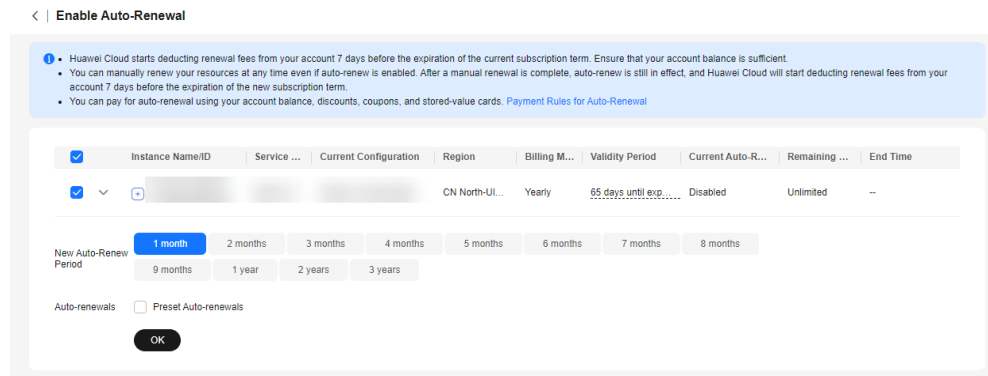 Enable Auto-Renewal
Huawei Cloud starts deducting renewal fees from your account 7 days before the expiration of the current subscription term. Ensure that your account balance is sufficient.
You can manually renew your resources at any time even if auto-renew is enabled. After a manual renewal is complete, auto-renew is still in effect, and Huawei Cloud will start deducting renewal fees from your
account 7 days before the expiration of the new subscription term.
You can pay for auto-renewal using your account balance, discounts, coupons, and stored-value cards. Payment Rules for Auto-Renewal
Instance Name/ID Service ... Current Configuration Region Billing M... Validity Period Current Auto-R... Remaining ... End Time
CN North-Ul... Yearly 65 days until exp... Disabled Unlimited --
New Auto-Renew Period
1 month 2 months 3 months 4 months 5 months 6 months 7 months 8 months
9 months 1 year 2 years 3 years
Auto-renewals Preset Auto-renewals
OK